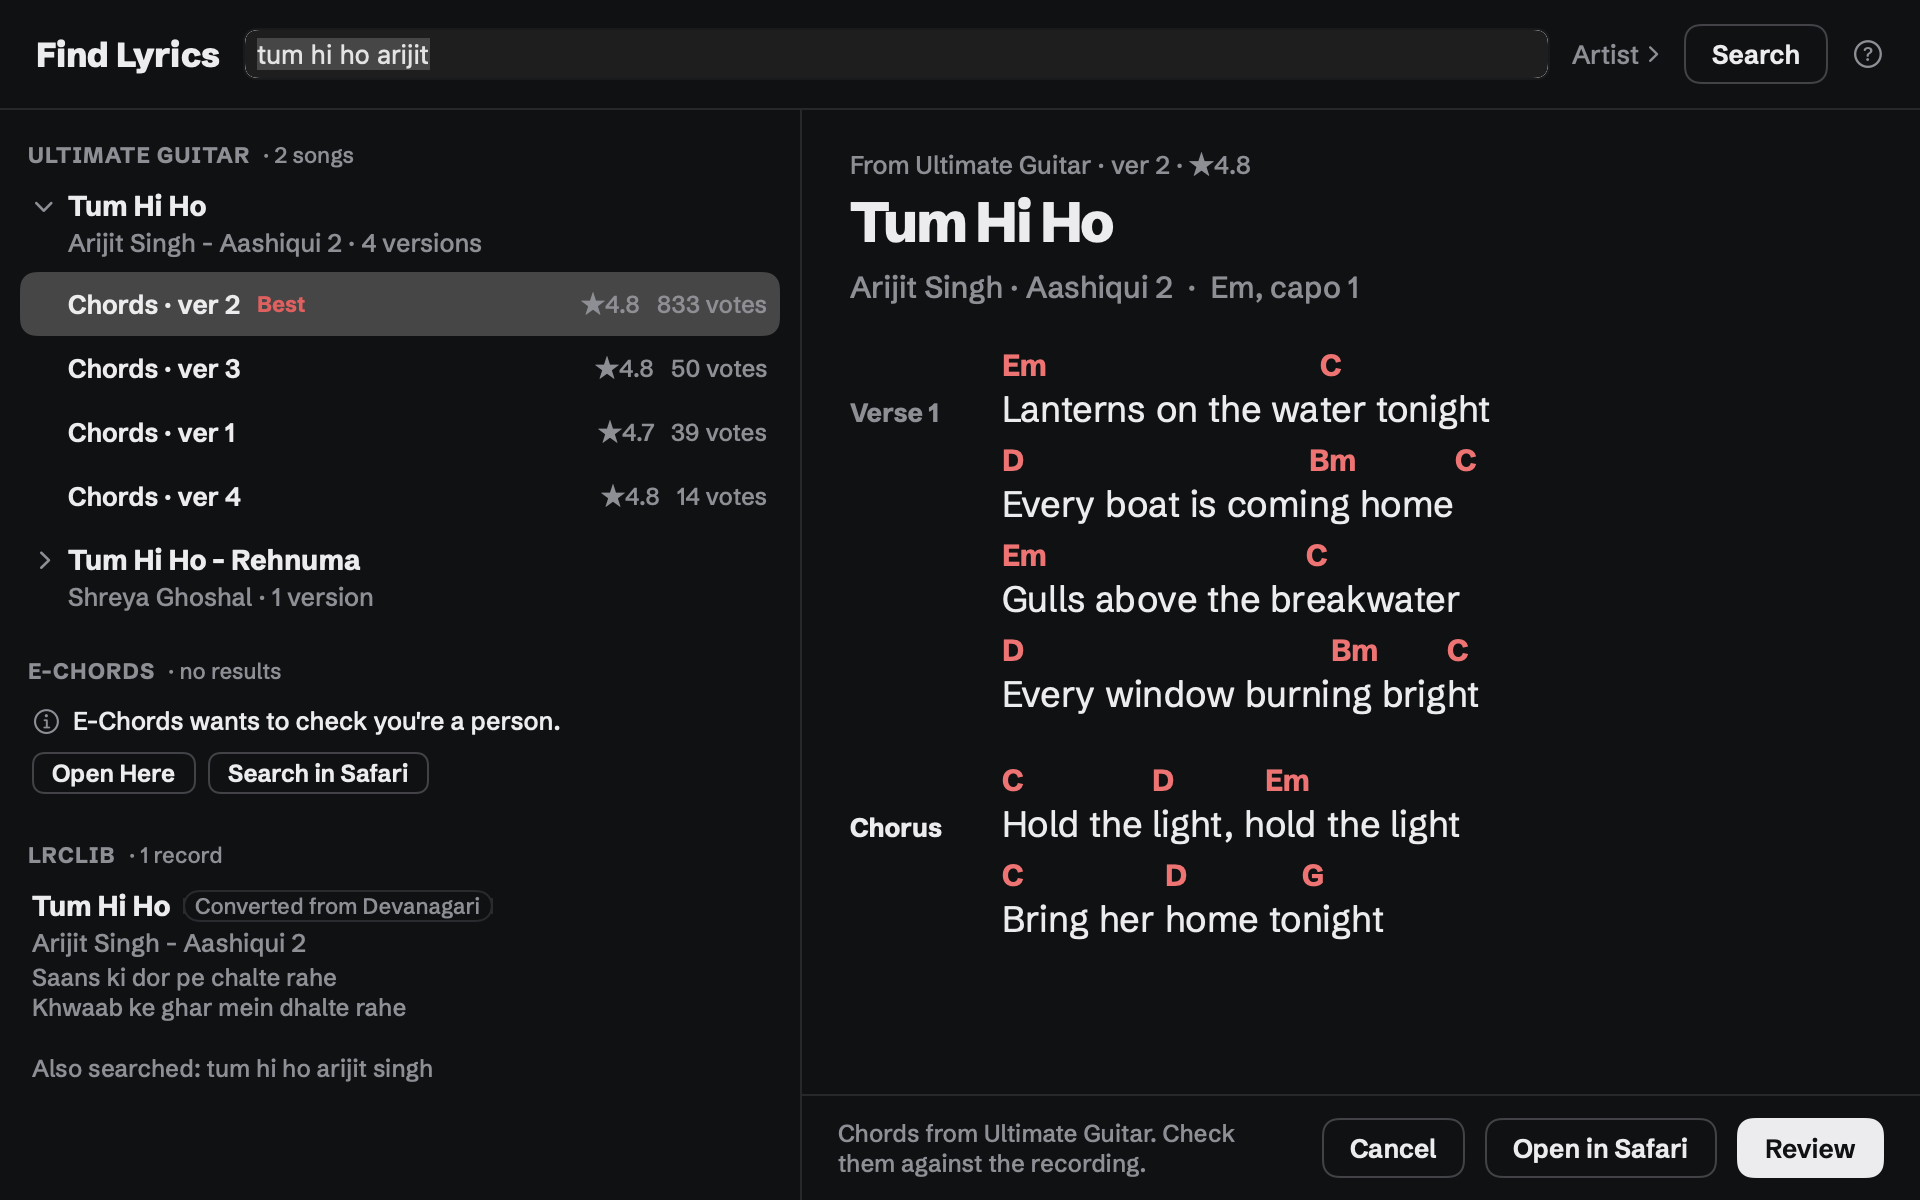 Find Lyrics
tum hi ho arijit
Artist >
Search
?
ULTIMATE GUITAR · 2 songs
Tum Hi Ho
Arijit Singh - Aashiqui 2 · 4 versions
Chords · ver 2 Best ★4.8 833 votes
Chords · ver 3 ★4.8 50 votes
Chords · ver 1 ★4.7 39 votes
Chords · ver 4 ★4.8 14 votes
Tum Hi Ho - Rehnuma
Shreya Ghoshal · 1 version
E-CHORDS · no results
E-Chords wants to check you're a person.
Open Here
Search in Safari
LRCLIB · 1 record
Tum Hi Ho Converted from Devanagari
Arijit Singh - Aashiqui 2
Saans ki dor pe chalte rahe
Khwaab ke ghar mein dhalte rahe
Also searched: tum hi ho arijit singh
From Ultimate Guitar · ver 2 · ★4.8
Tum Hi Ho
Arijit Singh · Aashiqui 2 · Em, capo 1
Em C
Verse 1 Lanterns on the water tonight
D Bm C
Every boat is coming home
Em C
Gulls above the breakwater
D Bm C
Every window burning bright
C D Em
Chorus Hold the light, hold the light
C D G
Bring her home tonight
Chords from Ultimate Guitar. Check
them against the recording.
Cancel
Open in Safari
Review